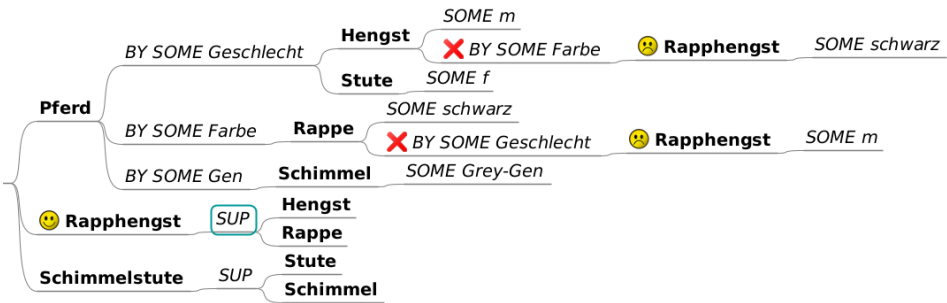 SOME m
Hengst
BY SOME Farbe
Rapphengst
SOME schwarz
BY SOME Geschlecht
Stute
SOME f
Pferd
SOME schwarz
BY SOME Farbe
Rappe
BY SOME Geschlecht
Rapphengst
SOME m
BY SOME Gen
Schimmel
SOME Grey-Gen
Rapphengst
SUP
Hengst
Rappe
Schimmelstute
SUP
Stute
Schimmel